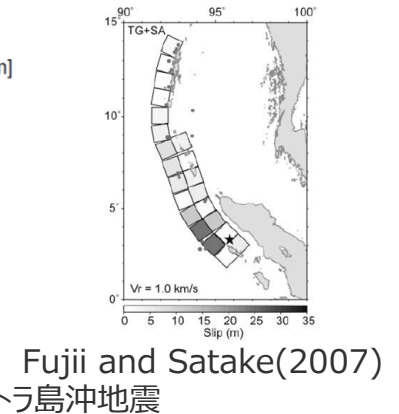 90° 95° 100°
15°
TG+SA
m]
10°
5°
Vr = 1.0 km/s
0°
0 5 10 15 20 25 30 35
Slip (m)
Fujii and Satake(2007)
トラ島沖地震